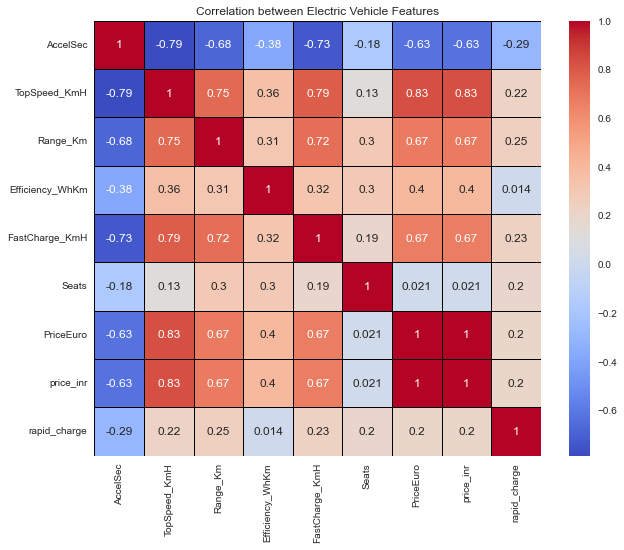 Correlation between Electric Vehicle Features
AccelSec 1 -0.79 -0.68 -0.38 -0.73 -0.18 -0.63 -0.63 -0.29
TopSpeed_KmH -0.79 1 0.75 0.36 0.79 0.13 0.83 0.83 0.22
Range_Km -0.68 0.75 1 0.31 0.72 0.3 0.67 0.67 0.25
Efficiency_WhKm -0.38 0.36 0.31 1 0.32 0.3 0.4 0.4 0.014
FastCharge_KmH -0.73 0.79 0.72 0.32 1 0.19 0.67 0.67 0.23
Seats -0.18 0.13 0.3 0.3 0.19 1 0.021 0.021 0.2
PriceEuro -0.63 0.83 0.67 0.4 0.67 0.021 1 1 0.2
price_inr -0.63 0.83 0.67 0.4 0.67 0.021 1 1 0.2
rapid_charge -0.29 0.22 0.25 0.014 0.23 0.2 0.2 0.2 1
AccelSec
TopSpeed_KmH
Range_Km
Efficiency_WhKm
FastCharge_KmH
Seats
PriceEuro
price_inr
rapid_charge
1.0
0.8
0.6
0.4
0.2
0.0
−0.2
−0.4
−0.6